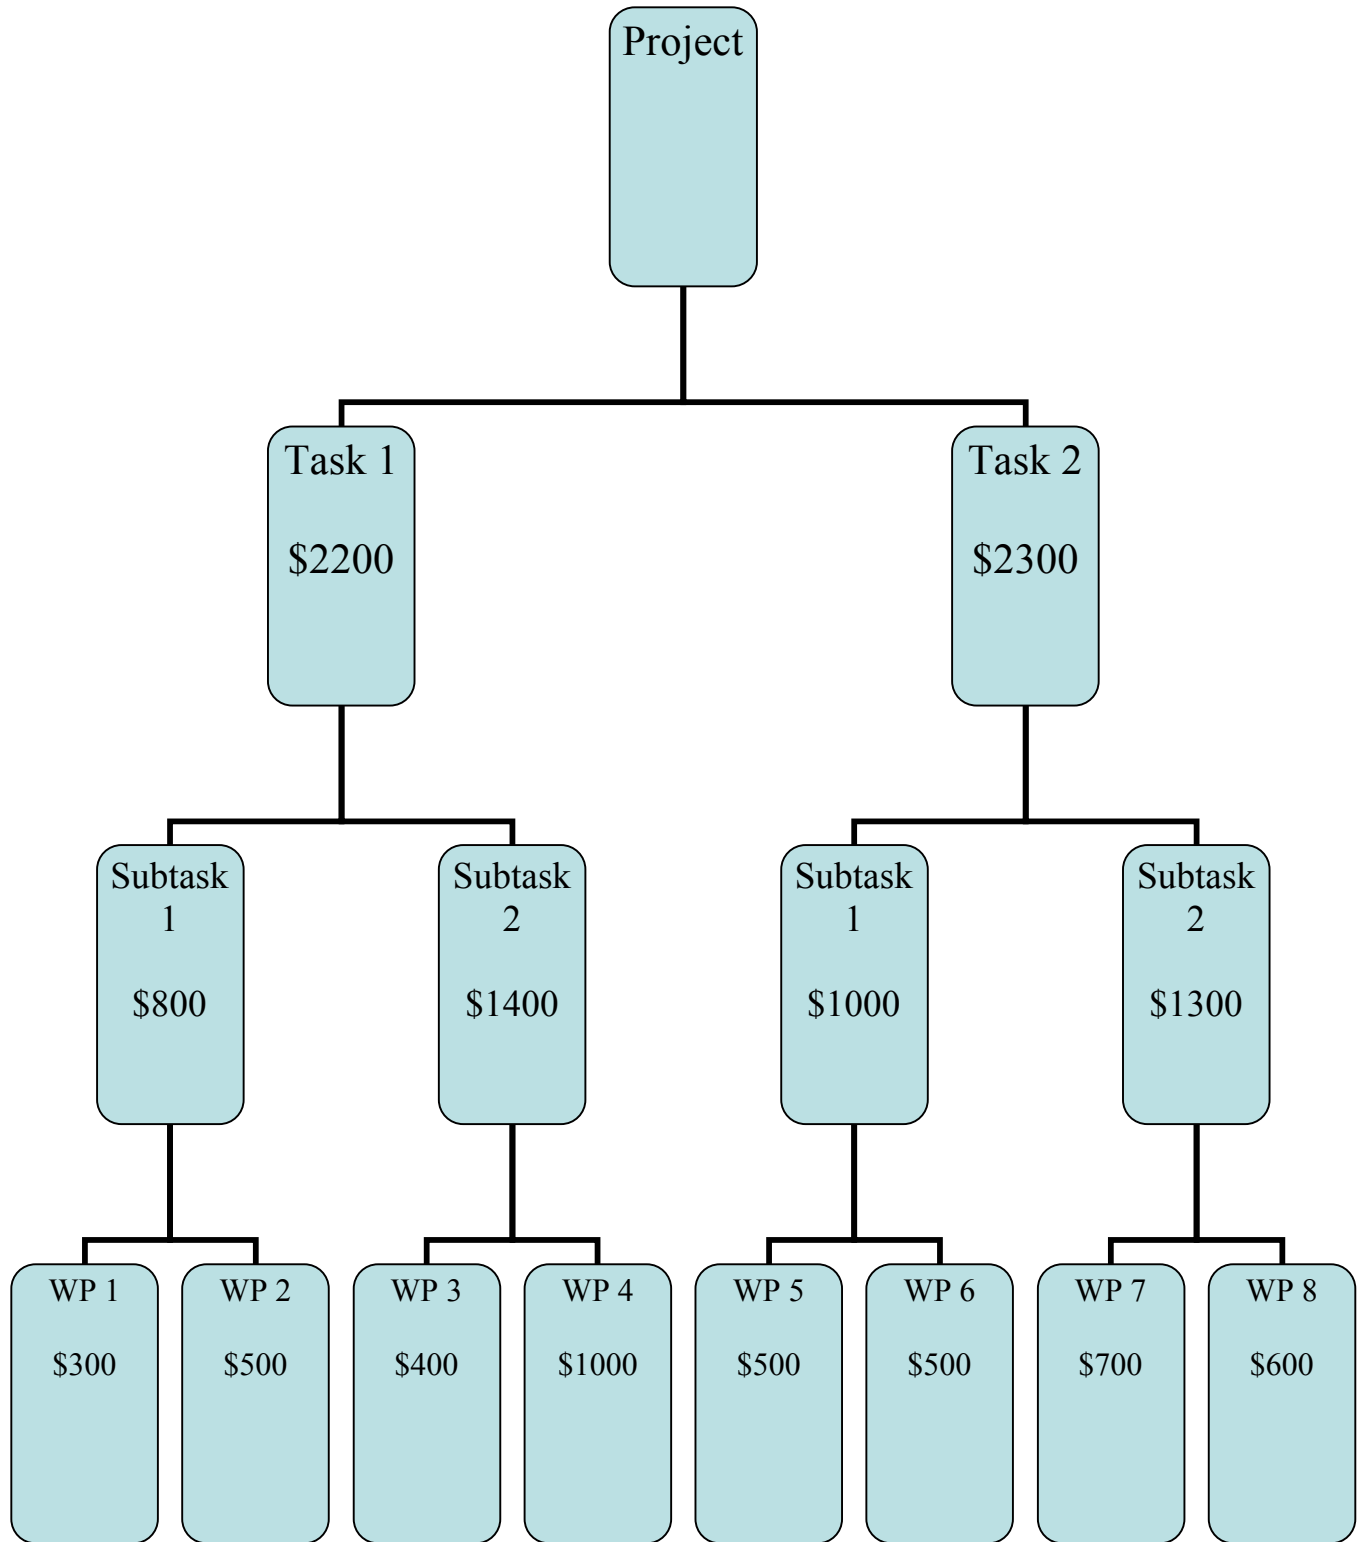 Project
Task 1
$2200
Task 2
$2300
Subtask
1
$800
Subtask
2
$1400
Subtask
1
$1000
Subtask
2
$1300
WP 1
$300
WP 2
$500
WP 3
$400
WP 4
$1000
WP 5
$500
WP 6
$500
WP 7
$700
WP 8
$600